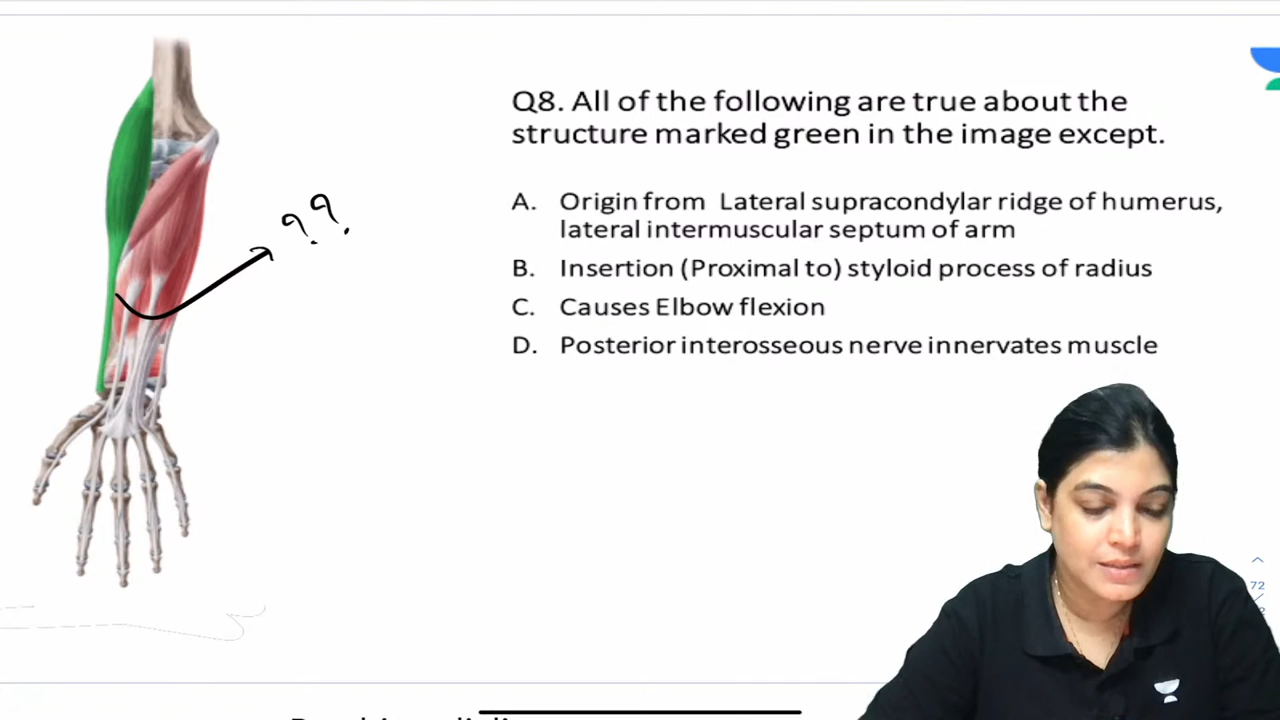 Q8. All of the following are true about the
structure marked green in the image except.
??
A. Origin from Lateral supracondylar ridge of humerus,
lateral intermuscular septum of arm
B. Insertion (Proximal to) styloid process of radius
C. Causes Elbow flexion
D. Posterior interosseous nerve innervates muscle
72